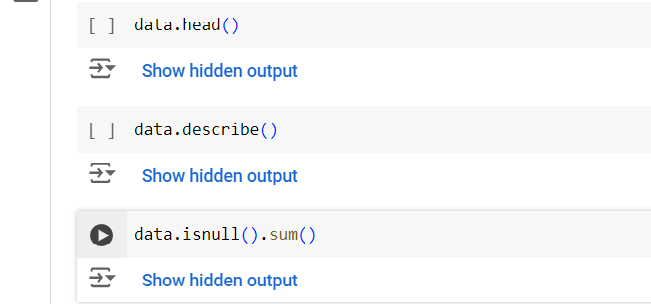 [ ] data.head()
Show hidden output
[ ] data.describe()
Show hidden output
data.isnull().sum()
Show hidden output